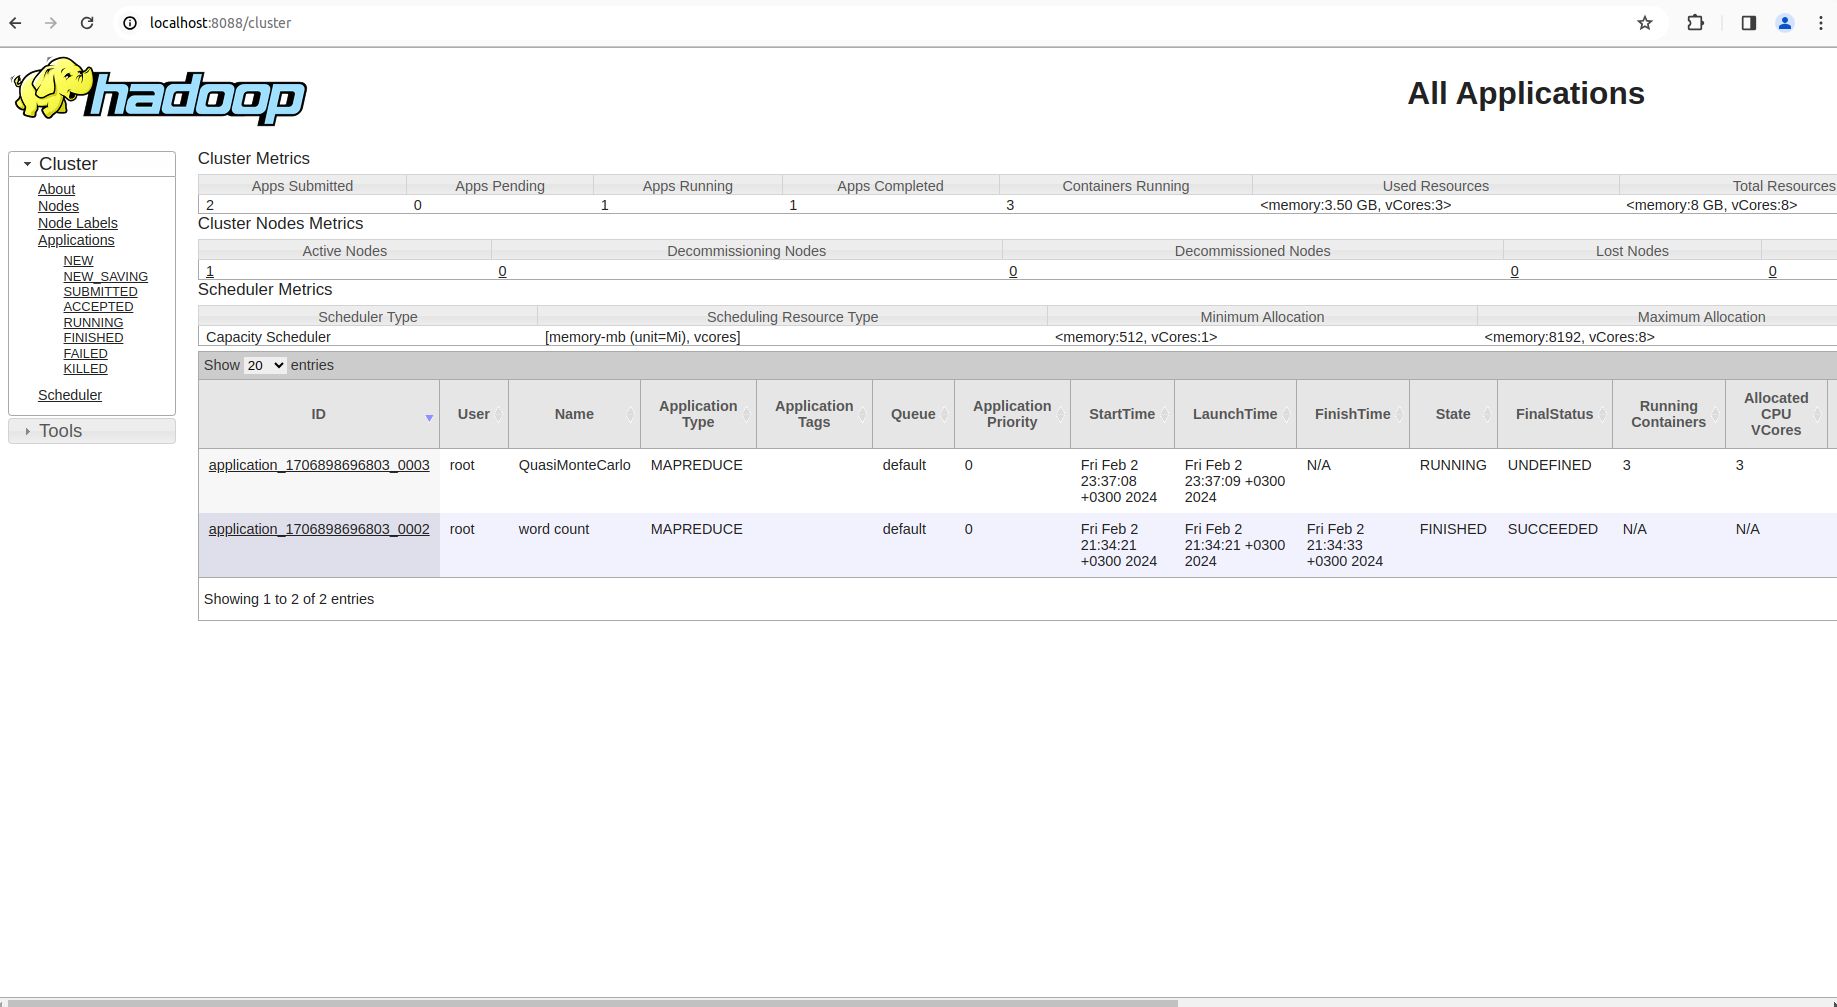 localhost:8088/cluster
hadoop
All Applications
Cluster
About
Nodes
Node Labels
Applications
NEW
NEW_SAVING
SUBMITTED
ACCEPTED
RUNNING
FINISHED
FAILED
KILLED
Scheduler
Tools
Cluster Metrics
Apps Submitted Apps Pending Apps Running Apps Completed Containers Running Used Resources Total Resources
2 0 1 1 3 <memory:3.50 GB, vCores:3> <memory:8 GB, vCores:8>
Cluster Nodes Metrics
Active Nodes Decommissioning Nodes Decommissioned Nodes Lost Nodes
1 0 0 0 0
Scheduler Metrics
Scheduler Type Scheduling Resource Type Minimum Allocation Maximum Allocation
Capacity Scheduler [memory-mb (unit=Mi), vcores] <memory:512, vCores:1> <memory:8192, vCores:8>
Show 20 entries
ID User Name Application Type Application Tags Queue Application Priority StartTime LaunchTime FinishTime State FinalStatus Running Containers Allocated CPU VCores
application_1706898696803_0003 root QuasiMonteCarlo MAPREDUCE default 0 Fri Feb 2 23:37:08 +0300 2024 Fri Feb 2 23:37:09 +0300 2024 N/A RUNNING UNDEFINED 3 3
application_1706898696803_0002 root word count MAPREDUCE default 0 Fri Feb 2 21:34:21 +0300 2024 Fri Feb 2 21:34:21 +0300 2024 Fri Feb 2 21:34:33 +0300 2024 FINISHED SUCCEEDED N/A N/A
Showing 1 to 2 of 2 entries